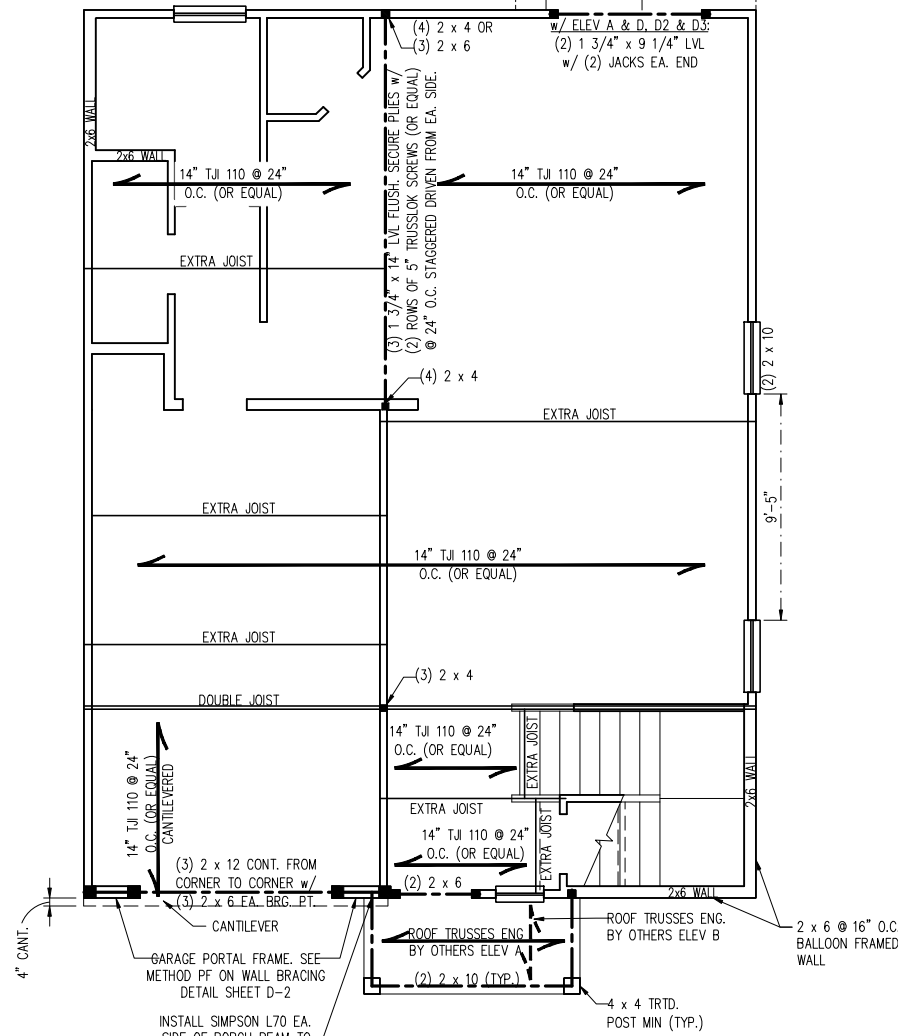 (4) 2 x 4 OR
(3) 2 x 6
w/ ELEV A & D, D2 & D3:
(2) 1 3/4" x 9 1/4" LVL
w/ (2) JACKS EA. END
2x6 WALL
2x6 WALL
14" TJI 110 @ 24"
O.C. (OR EQUAL)
(3) 1 3/4" x 14" LVL FLUSH. SECURE PLIES w/
(2) ROWS OF 5" TRUSSLOK SCREWS (OR EQUAL)
@ 24" O.C. STAGGERED DRIVEN FROM EA. SIDE.
14" TJI 110 @ 24"
O.C. (OR EQUAL)
EXTRA JOIST
(2) 2 x 10
(4) 2 x 4
EXTRA JOIST
9'-5"
EXTRA JOIST
14" TJI 110 @ 24"
O.C. (OR EQUAL)
EXTRA JOIST
(3) 2 x 4
DOUBLE JOIST
14" TJI 110 @ 24"
O.C. (OR EQUAL)
EXTRA JOIST
14" TJI 110 @ 24"
O.C. (OR EQUAL)
CANTILEVERED
2x6 WALL
EXTRA JOIST
14" TJI 110 @ 24"
O.C. (OR EQUAL)
EXTRA JOIST
(3) 2 x 12 CONT. FROM
CORNER TO CORNER w/
(3) 2 x 6 EA. BRG. PT.
(2) 2 x 6
2x6 WALL
4" CANT.
CANTILEVER
ROOF TRUSSES ENG.
BY OTHERS ELEV B
2 x 6 @ 16" O.C.
BALLOON FRAMED
WALL
ROOF TRUSSES ENG
BY OTHERS ELEV A
GARAGE PORTAL FRAME. SEE
METHOD PF ON WALL BRACING
DETAIL SHEET D-2
(2) 2 x 10 (TYP.)
4 x 4 TRTD.
POST MIN (TYP.)
INSTALL SIMPSON L70 EA.
SIDE OF PORCH BEAM TO